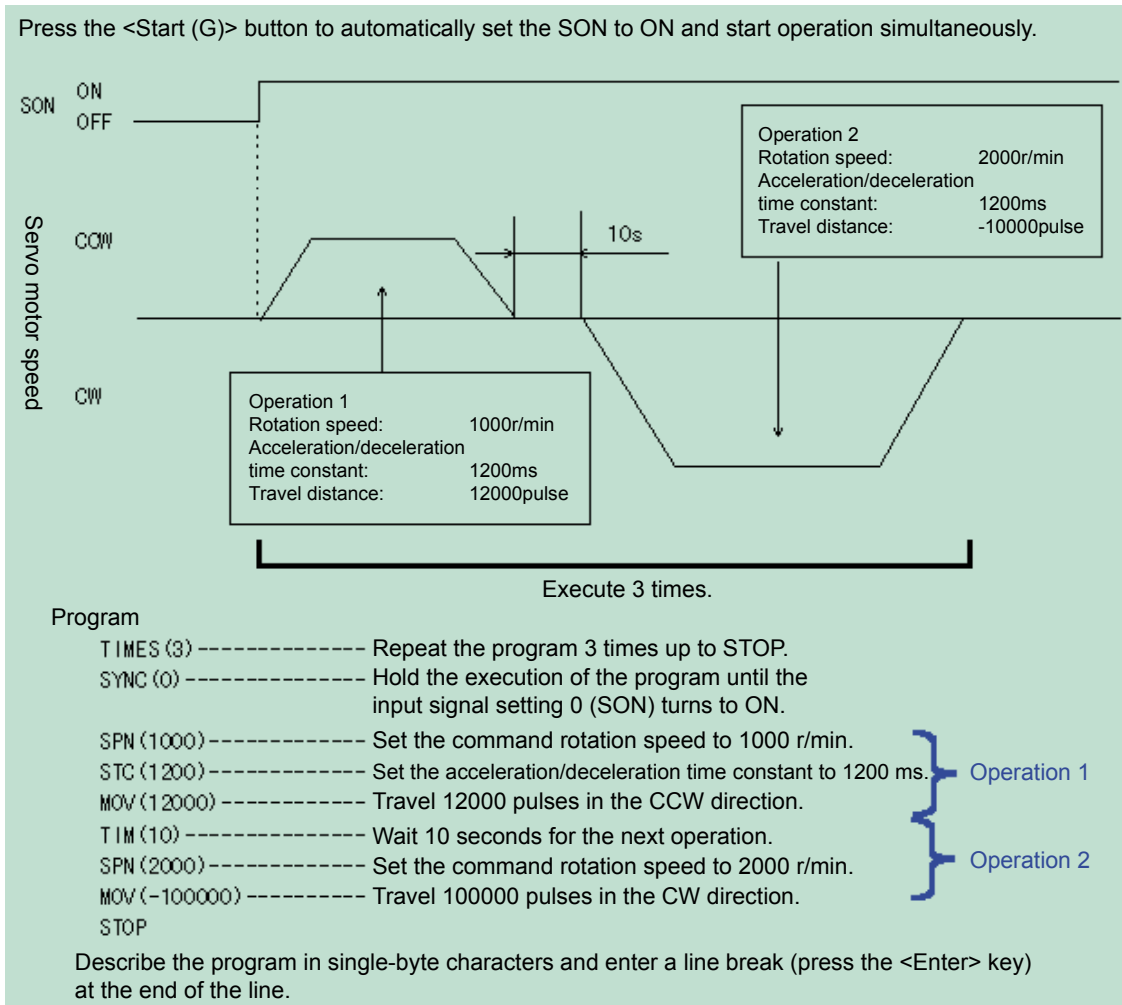 Press the <Start (G)> button to automatically set the SON to ON and start operation simultaneously.
SON
ON
OFF
Operation 2
Rotation speed: 2000r/min
Acceleration/deceleration
time constant: 1200ms
Travel distance: -10000pulse
Servo motor speed
CCW
10s
CW
Operation 1
Rotation speed: 1000r/min
Acceleration/deceleration
time constant: 1200ms
Travel distance: 12000pulse
Execute 3 times.
Program
TIMES(3)-------------- Repeat the program 3 times up to STOP.
SYNC(0)--------------- Hold the execution of the program until the
input signal setting 0 (SON) turns to ON.
SPN(1000)------------- Set the command rotation speed to 1000 r/min.
STC(1200)------------- Set the acceleration/deceleration time constant to 1200 ms.
Operation 1
MOV(12000)------------ Travel 12000 pulses in the CCW direction.
TIM(10)--------------- Wait 10 seconds for the next operation.
SPN(2000)------------- Set the command rotation speed to 2000 r/min.
Operation 2
MOV(-100000)---------- Travel 100000 pulses in the CW direction.
STOP
Describe the program in single-byte characters and enter a line break (press the <Enter> key)
at the end of the line.